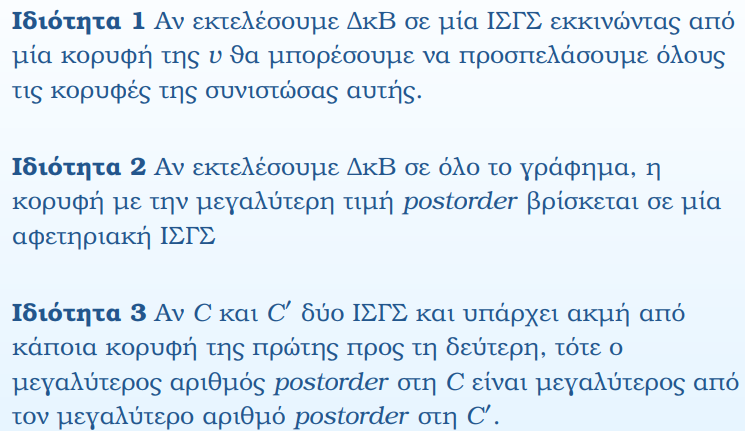 Ιδιότητα 1 Αν εκτελέσουμε ΔκΒ σε μία ΙΣΓΣ εκκινώντας από
μία κορυφή της υ θα μπορέσουμε να προσπελάσουμε όλους
τις κορυφές της συνιστώσας αυτής.
Ιδιότητα 2 Αν εκτελέσουμε ΔκΒ σε όλο το γράφημα, η
κορυφή με την μεγαλύτερη τιμή postorder βρίσκεται σε μία
αφετηριακή ΙΣΓΣ
Ιδιότητα 3 Αν C και C′ δύο ΙΣΓΣ και υπάρχει ακμή από
κάποια κορυφή της πρώτης προς τη δεύτερη, τότε ο
μεγαλύτερος αριθμός postorder στη C είναι μεγαλύτερος από
τον μεγαλύτερο αριθμό postorder στη C′.